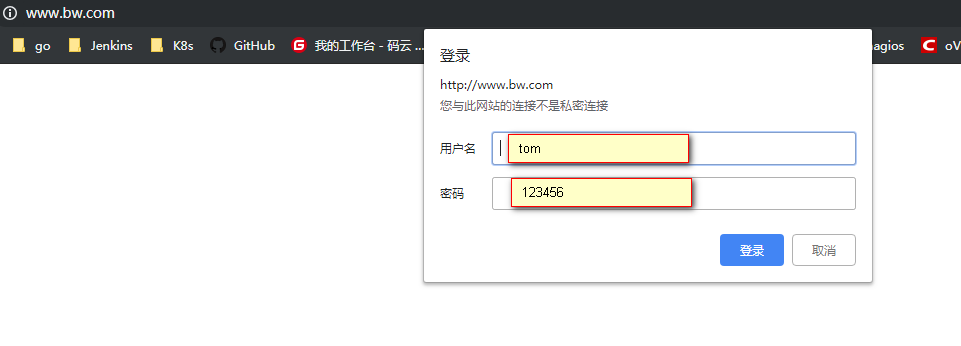 www.bw.com
go Jenkins K8s GitHub 我的工作台 - 码云 ... agios oV
登录
http://www.bw.com
您与此网站的连接不是私密连接
用户名 tom
密码 123456
登录 取消